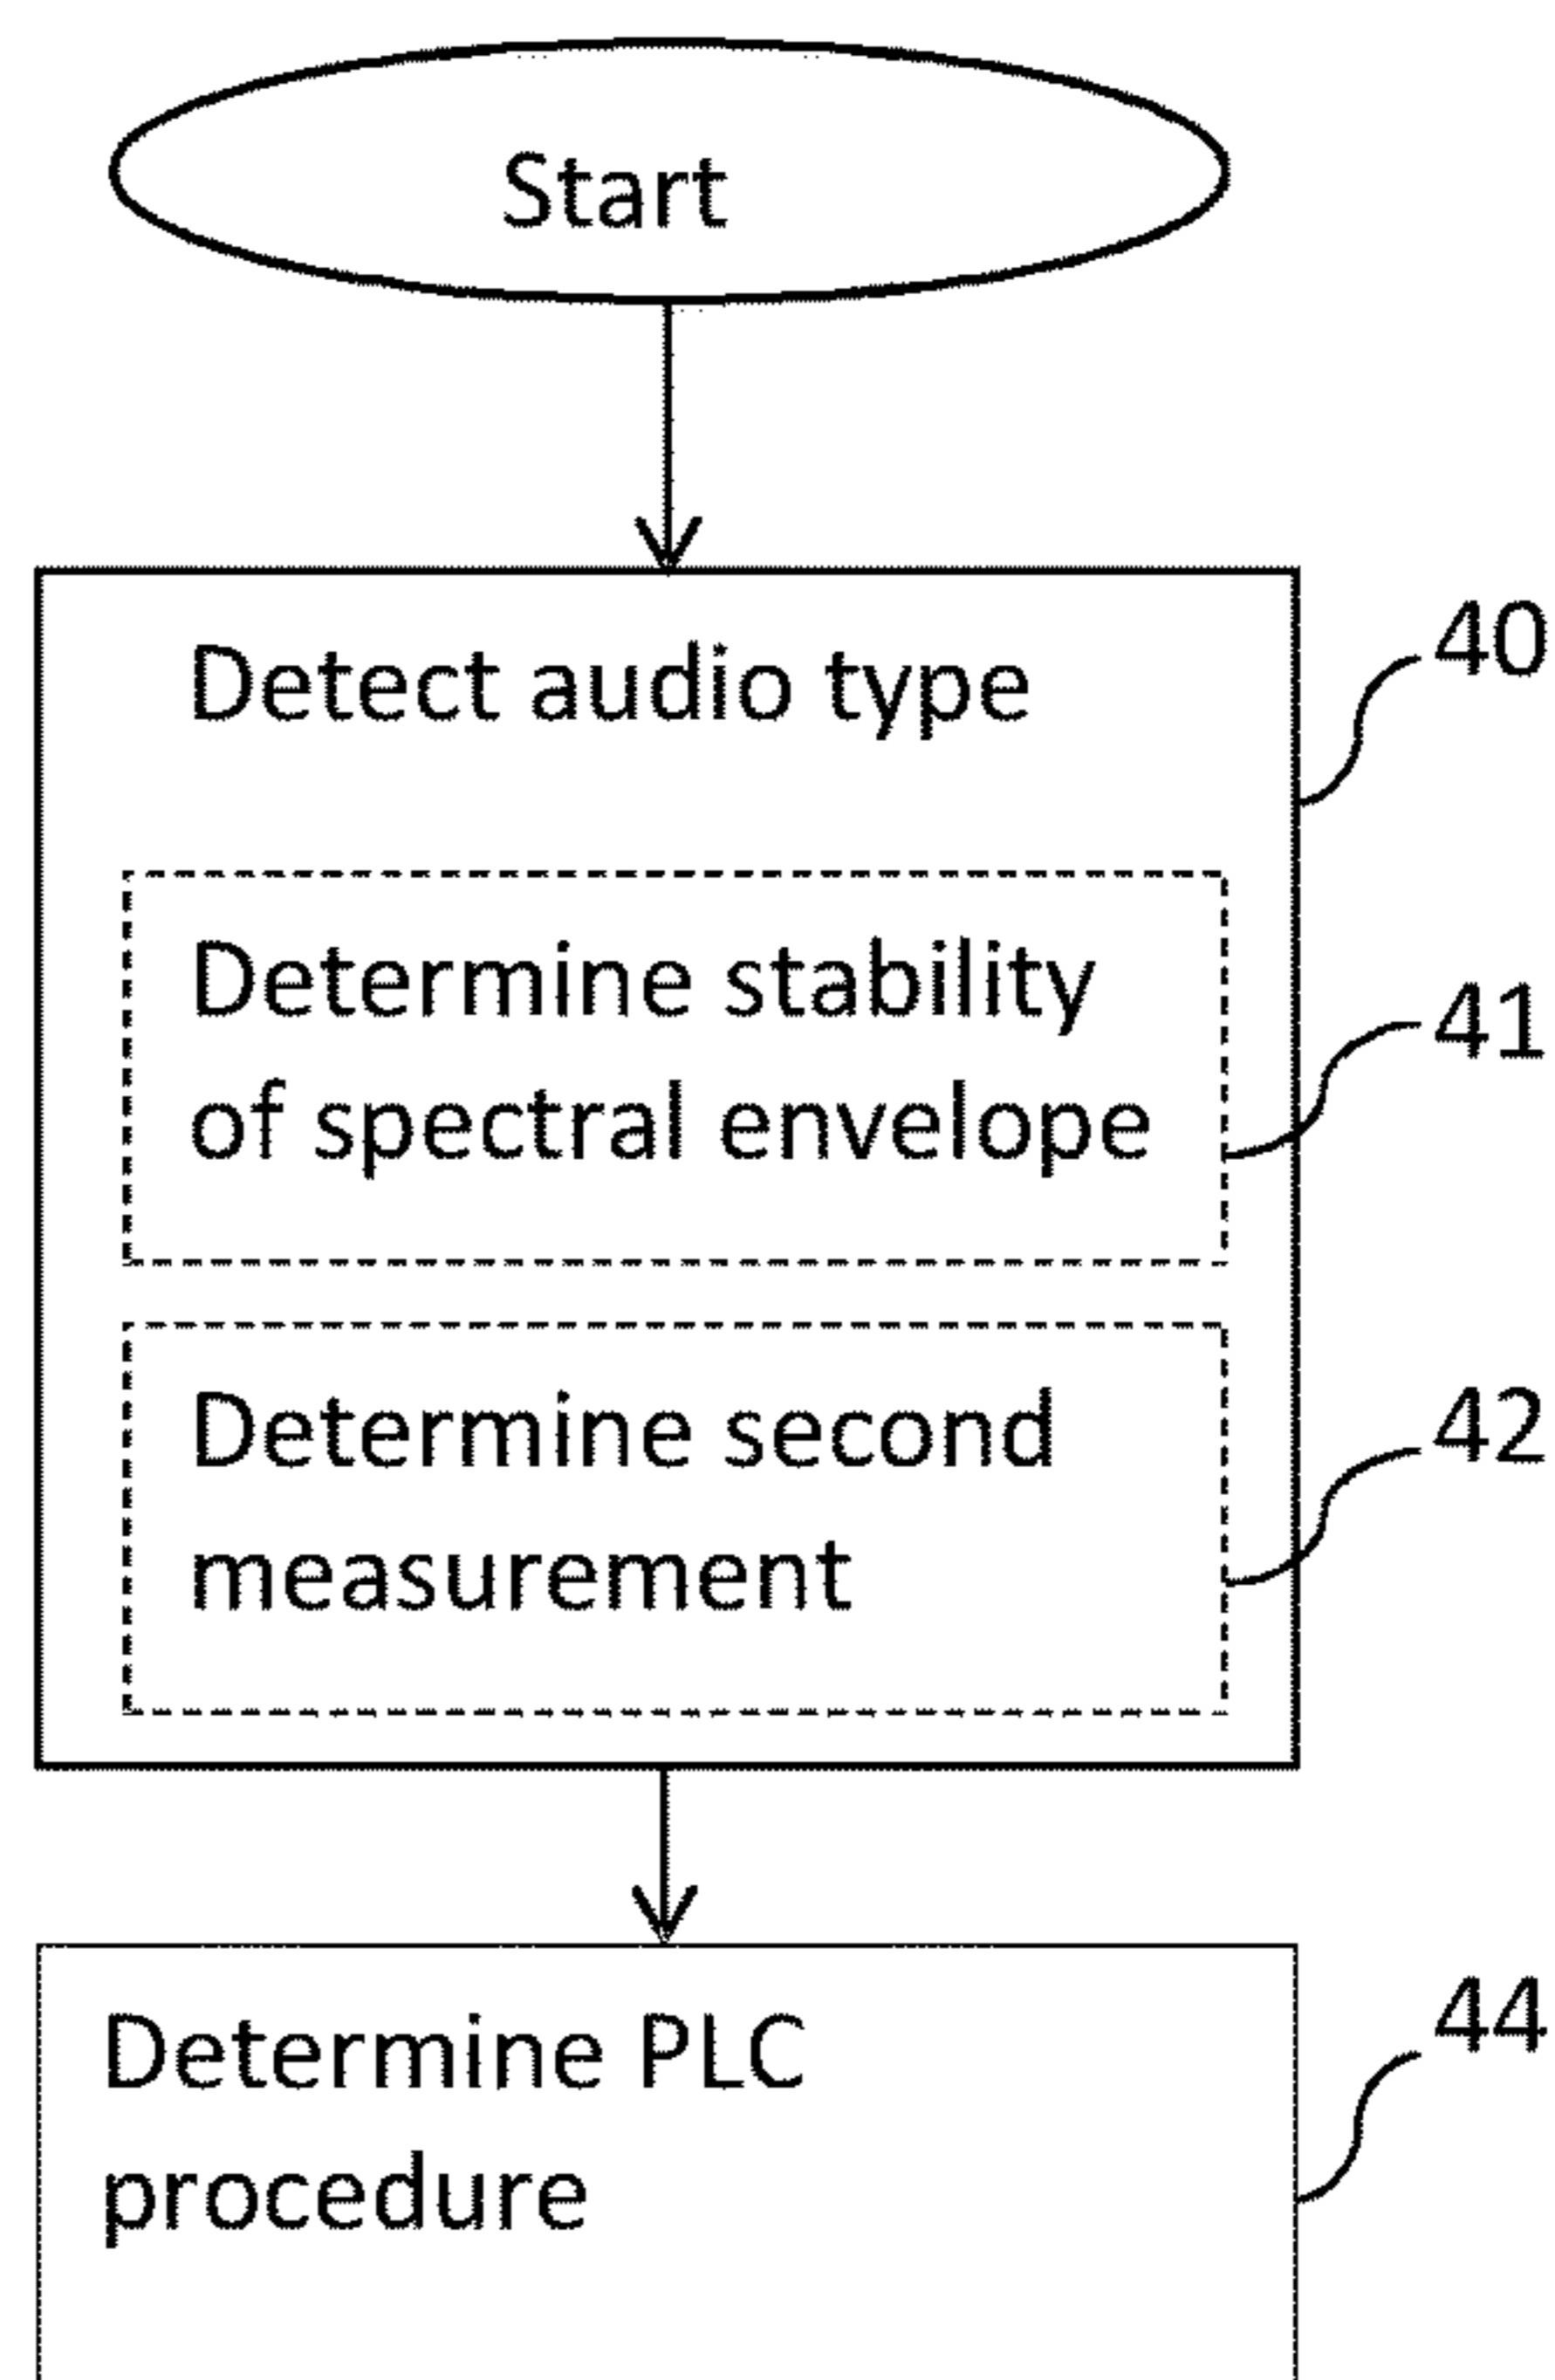 Start
Detect audio type
40
Determine stability
of spectral envelope
41
Determine second
measurement
42
Determine PLC
procedure
44